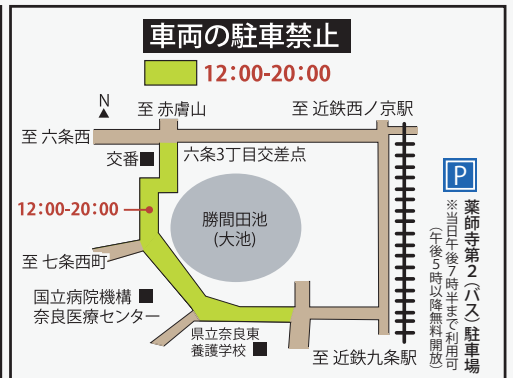 車両の駐車禁止
12:00-20:00
N
至 赤膚山
至 近鉄西ノ京駅
至 六条西
交番
六条3丁目交差点
12:00-20:00
勝間田池
(大池)
至 七条西町
国立病院機構
奈良医療センター
県立奈良東
養護学校
至 近鉄九条駅
P
薬師寺第2(バス)駐車場
※当日午後7時半まで利用可
(午後5時以降無料開放)